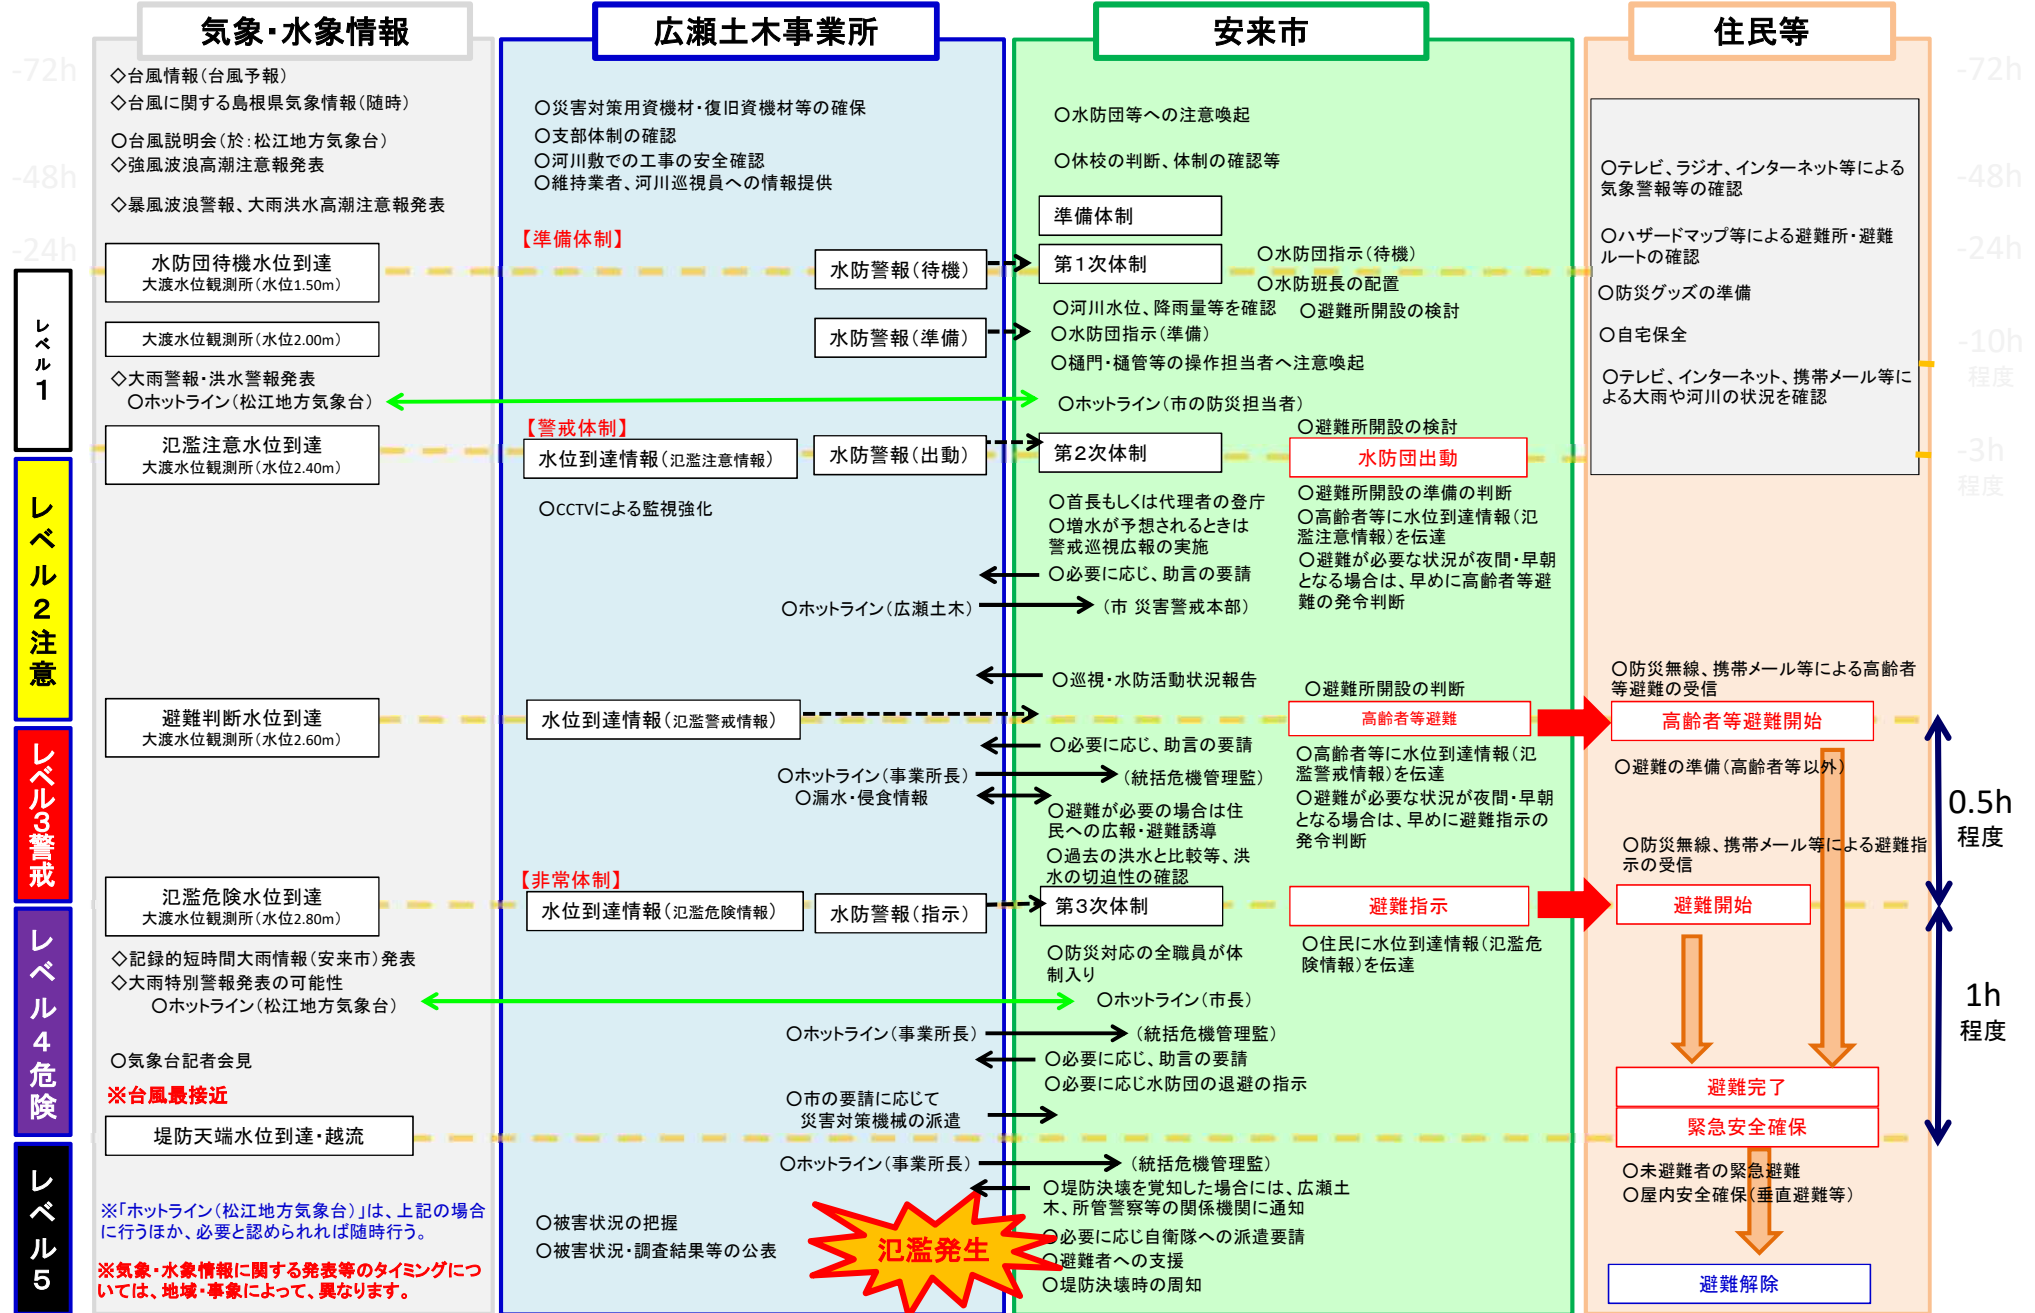 気象・水象情報
広瀬土木事業所
安来市
住民等
-72h
-48h
-24h
レベル1
レベル2注意
レベル3警戒
レベル4危険
レベル5
◇台風情報(台風予報)
◇台風に関する島根県気象情報(随時)
○台風説明会(於:松江地方気象台)
◇強風波浪高潮注意報発表
◇暴風波浪警報、大雨洪水高潮注意報発表
水防団待機水位到達
大渡水位観測所(水位1.50m)
大渡水位観測所(水位2.00m)
◇大雨警報・洪水警報発表
○ホットライン(松江地方気象台)
氾濫注意水位到達
大渡水位観測所(水位2.40m)
避難判断水位到達
大渡水位観測所(水位2.60m)
氾濫危険水位到達
大渡水位観測所(水位2.80m)
◇記録的短時間大雨情報(安来市)発表
◇大雨特別警報発表の可能性
○ホットライン(松江地方気象台)
○気象台記者会見
※台風最接近
堤防天端水位到達・越流
※「ホットライン(松江地方気象台)」は、上記の場合
に行うほか、必要と認められれば随時行う。
※気象・水象情報に関する発表等のタイミングにつ
いては、地域・事象によって、異なります。
○災害対策用資機材・復旧資機材等の確保
○支部体制の確認
○河川敷での工事の安全確認
○維持業者、河川巡視員への情報提供
【準備体制】
水防警報(待機)
水防警報(準備)
【警戒体制】
水位到達情報(氾濫注意情報)
水防警報(出動)
○CCTVによる監視強化
○ホットライン(広瀬土木)
水位到達情報(氾濫警戒情報)
○ホットライン(事業所長)
○漏水・侵食情報
【非常体制】
水位到達情報(氾濫危険情報)
水防警報(指示)
○ホットライン(事業所長)
○市の要請に応じて
災害対策機械の派遣
○ホットライン(事業所長)
○被害状況の把握
○被害状況・調査結果等の公表
氾濫発生
○水防団等への注意喚起
○休校の判断、体制の確認等
準備体制
第1次体制
○水防団指示(待機)
○水防班長の配置
○河川水位、降雨量等を確認
○避難所開設の検討
○水防団指示(準備)
○樋門・樋管等の操作担当者へ注意喚起
○ホットライン(市の防災担当者)
○避難所開設の検討
第2次体制
水防団出動
○首長もしくは代理者の登庁
○増水が予想されるときは
警戒巡視広報の実施
○必要に応じ、助言の要請
(市 災害警戒本部)
○避難所開設の準備の判断
○高齢者等に水位到達情報(氾
濫注意情報)を伝達
○避難が必要な状況が夜間・早朝
となる場合は、早めに高齢者等避
難の発令判断
○巡視・水防活動状況報告
○避難所開設の判断
高齢者等避難
○必要に応じ、助言の要請
(統括危機管理監)
○避難が必要の場合は住
民への広報・避難誘導
○過去の洪水と比較等、洪
水の切迫性の確認
○高齢者等に水位到達情報(氾
濫警戒情報)を伝達
○避難が必要な状況が夜間・早朝
となる場合は、早めに避難指示の
発令判断
第3次体制
避難指示
○防災対応の全職員が体
制入り
○住民に水位到達情報(氾濫危
険情報)を伝達
○ホットライン(市長)
(統括危機管理監)
○必要に応じ、助言の要請
○必要に応じ水防団の退避の指示
(統括危機管理監)
○堤防決壊を覚知した場合には、広瀬土
木、所管警察等の関係機関に通知
○必要に応じ自衛隊への派遣要請
○避難者への支援
○堤防決壊時の周知
○テレビ、ラジオ、インターネット等による
気象警報等の確認
○ハザードマップ等による避難所・避難
ルートの確認
○防災グッズの準備
○自宅保全
○テレビ、インターネット、携帯メール等に
よる大雨や河川の状況を確認
○防災無線、携帯メール等による高齢者
等避難の受信
高齢者等避難開始
○避難の準備(高齢者等以外)
○防災無線、携帯メール等による避難指
示の受信
避難開始
避難完了
緊急安全確保
○未避難者の緊急避難
○屋内安全確保(垂直避難等)
避難解除
-72h
-48h
-24h
-10h
程度
-3h
程度
0.5h
程度
1h
程度